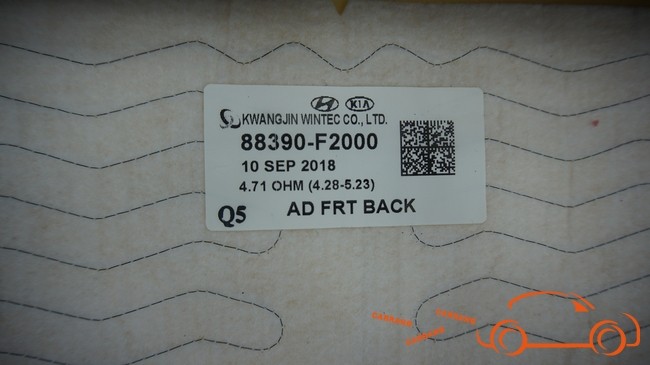 HYUNDAI KIA
KWANGJIN WINTEC CO., LTD.
88390-F2000
10 SEP 2018
4.71 OHM (4.28-5.23)
Q5 AD FRT BACK